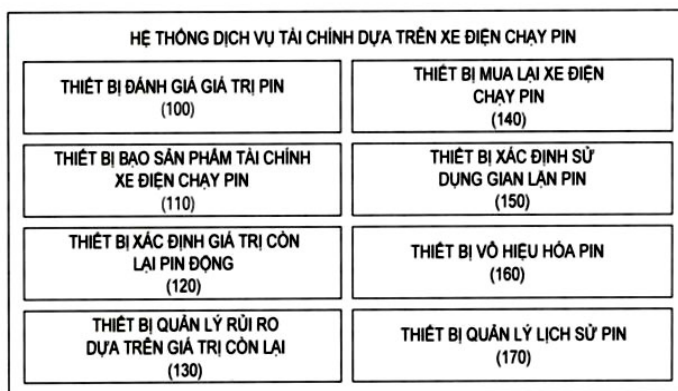 HỆ THỐNG DỊCH VỤ TÀI CHÍNH DỰA TRÊN XE ĐIỆN CHẠY PIN
THIẾT BỊ ĐÁNH GIÁ GIÁ TRỊ PIN
(100)
THIẾT BỊ MUA LẠI XE ĐIỆN
CHẠY PIN
(140)
THIẾT BỊ BẠO SẢN PHẨM TÀI CHÍNH
XE ĐIỆN CHẠY PIN
(110)
THIẾT BỊ XÁC ĐỊNH SỬ
DỤNG GIAN LẬN PIN
(150)
THIẾT BỊ XÁC ĐỊNH GIÁ TRỊ CÒN
LẠI PIN ĐỘNG
(120)
THIẾT BỊ VÔ HIỆU HÓA PIN
(160)
THIẾT BỊ QUẢN LÝ RỦI RO
DỰA TRÊN GIÁ TRỊ CÒN LẠI
(130)
THIẾT BỊ QUẢN LÝ LỊCH SỬ PIN
(170)